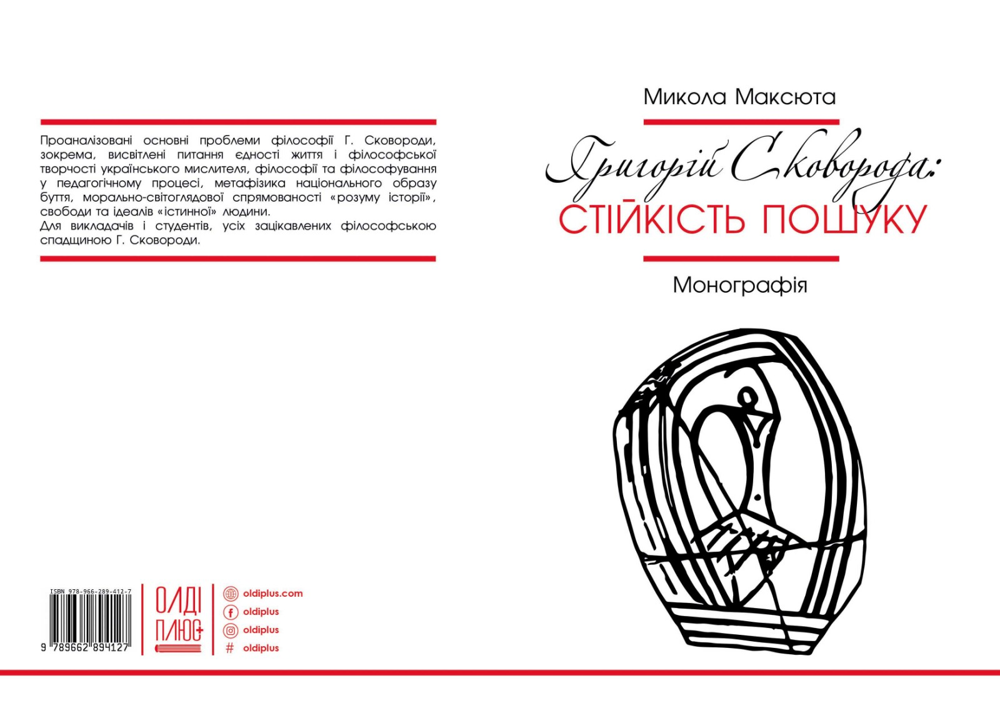 Проаналізовані основні проблеми філософії Г. Сковороди,
зокрема, висвітлені питання єдності життя і філософської
творчості українського мислителя, філософії та філософування
у педагогічному процесі, метафізика національного образу
буття, морально-світоглядової спрямованості «розуму історії»,
свободи та ідеалів «істинної» людини.
Для викладачів і студентів, усіх зацікавлених філософською
спадщиною Г. Сковороди.
ISBN 978-966-289-412-7
9 789662 894127
ОЛДІ
ПЛЮС+
oldiplus.com
oldiplus
oldiplus
# oldiplus
Микола Максюта
Григорій Сковорода:
СТІЙКІСТЬ ПОШУКУ
Монографія